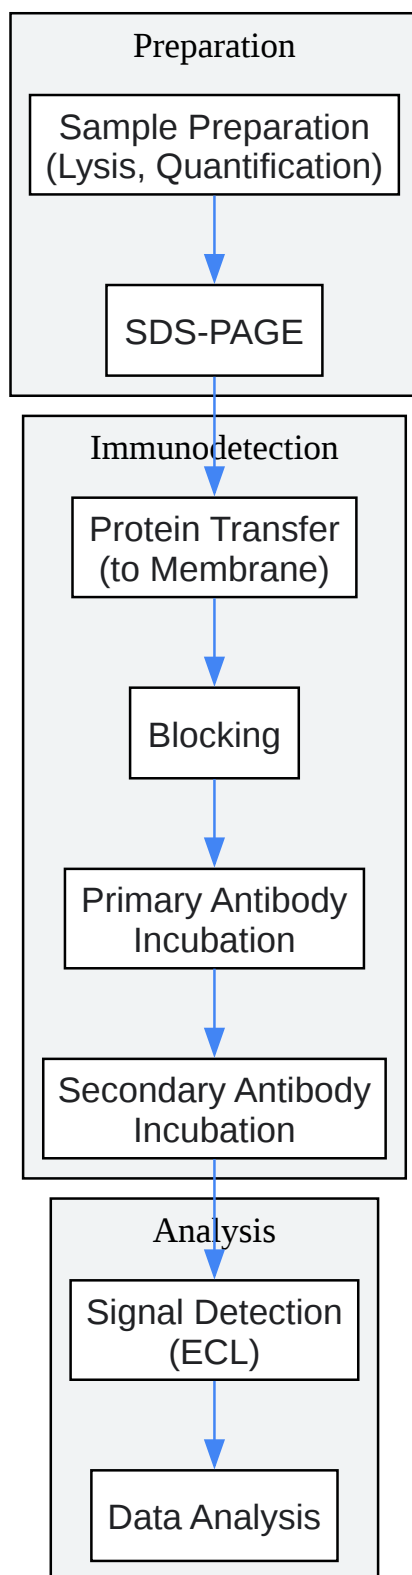 Preparation
Sample Preparation
(Lysis, Quantification)
SDS-PAGE
Immunodetection
Protein Transfer
(to Membrane)
Blocking
Primary Antibody
Incubation
Secondary Antibody
Incubation
Analysis
Signal Detection
(ECL)
Data Analysis